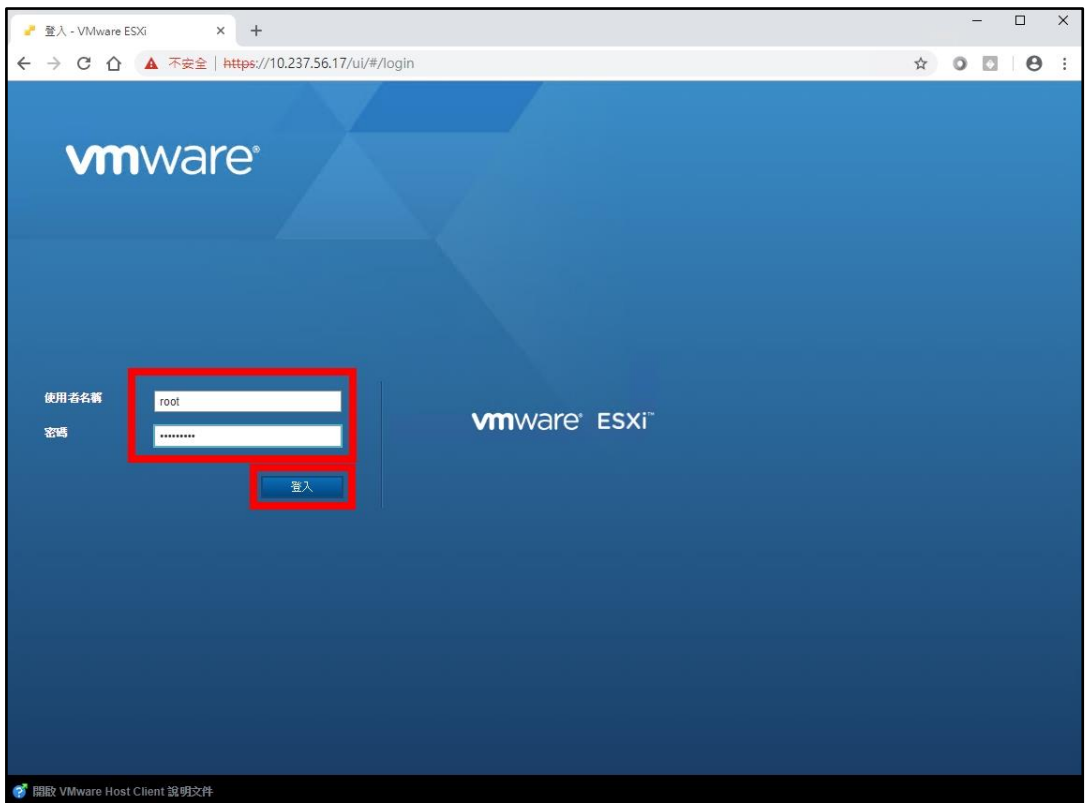 登入 - VMware ESXi
不安全 | https://10.237.56.17/ui/#/login
vmware®
使用者名稱 root
密碼 •••••••••
登入
vmware® ESXi™
開啟 VMware Host Client 說明文件